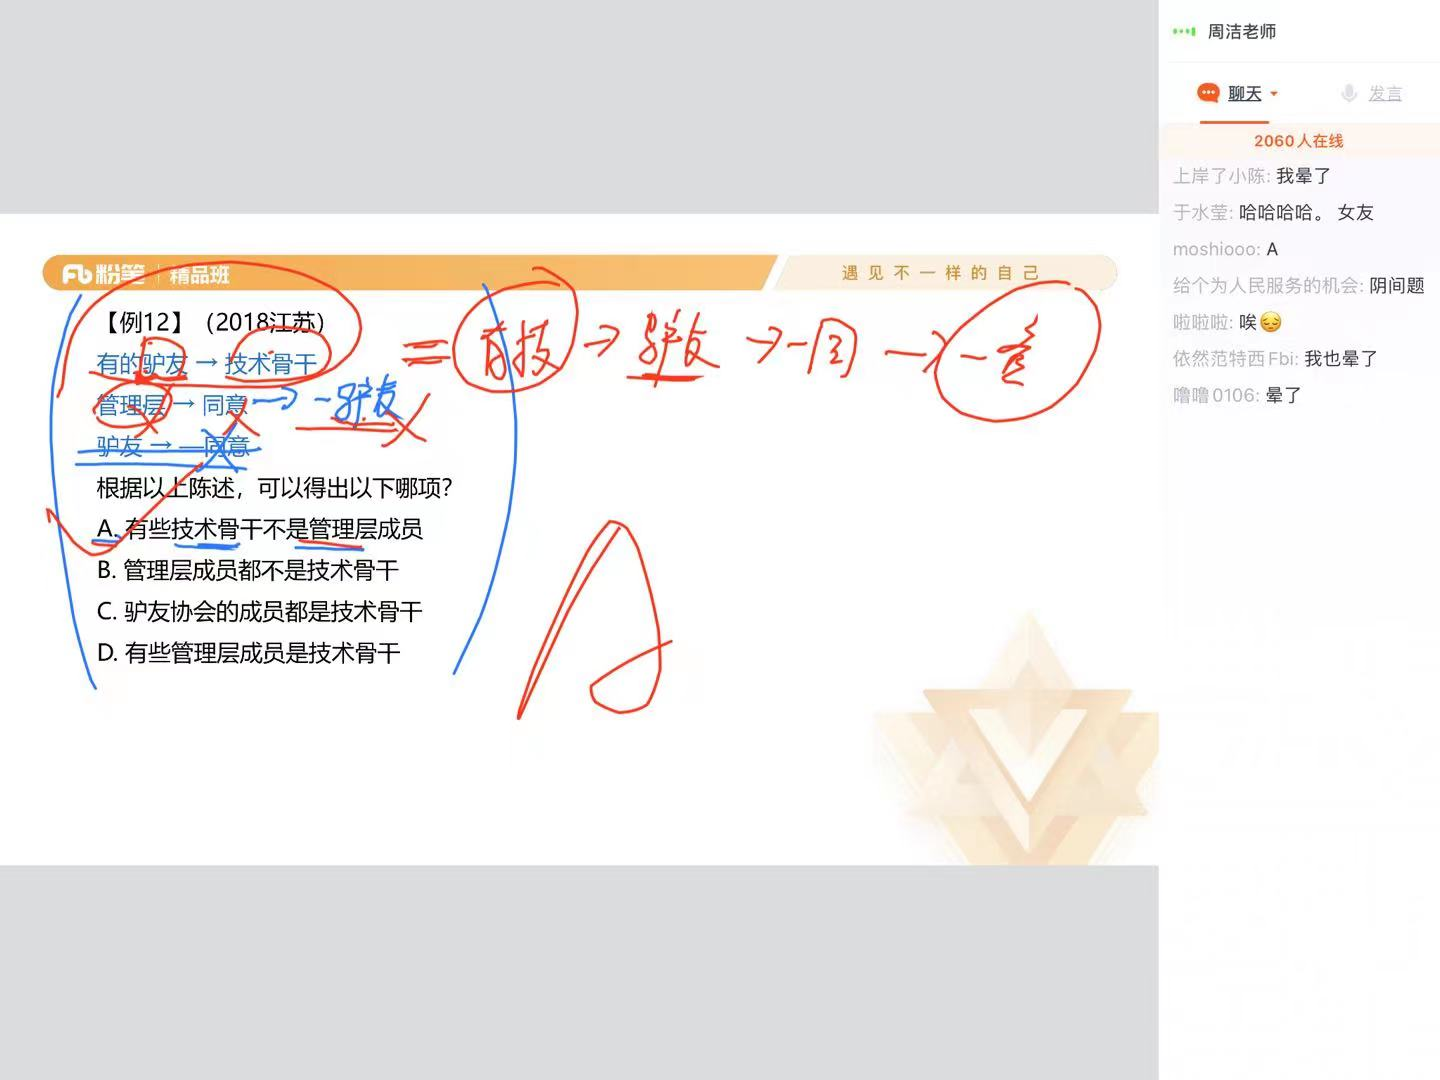 周洁老师
聊天
发言
2060人在线
上岸了小陈: 我晕了
于水莹: 哈哈哈哈。 女友
moshiooo: A
给个为人民服务的机会: 阴间题
啦啦啦: 唉😔
依然范特西Fbi: 我也晕了
噜噜0106: 晕了
Fb粉笔 | 精品班
遇见不一样的自己
【例12】（2018江苏）
有的驴友 → 技术骨干 = 有技 → 驴友 → 一同 → 一管
管理层 → 同意 → 一驴友
驴友 → —同意
根据以上陈述，可以得出以下哪项？
A. 有些技术骨干不是管理层成员
B. 管理层成员都不是技术骨干
C. 驴友协会的成员都是技术骨干
D. 有些管理层成员是技术骨干
A